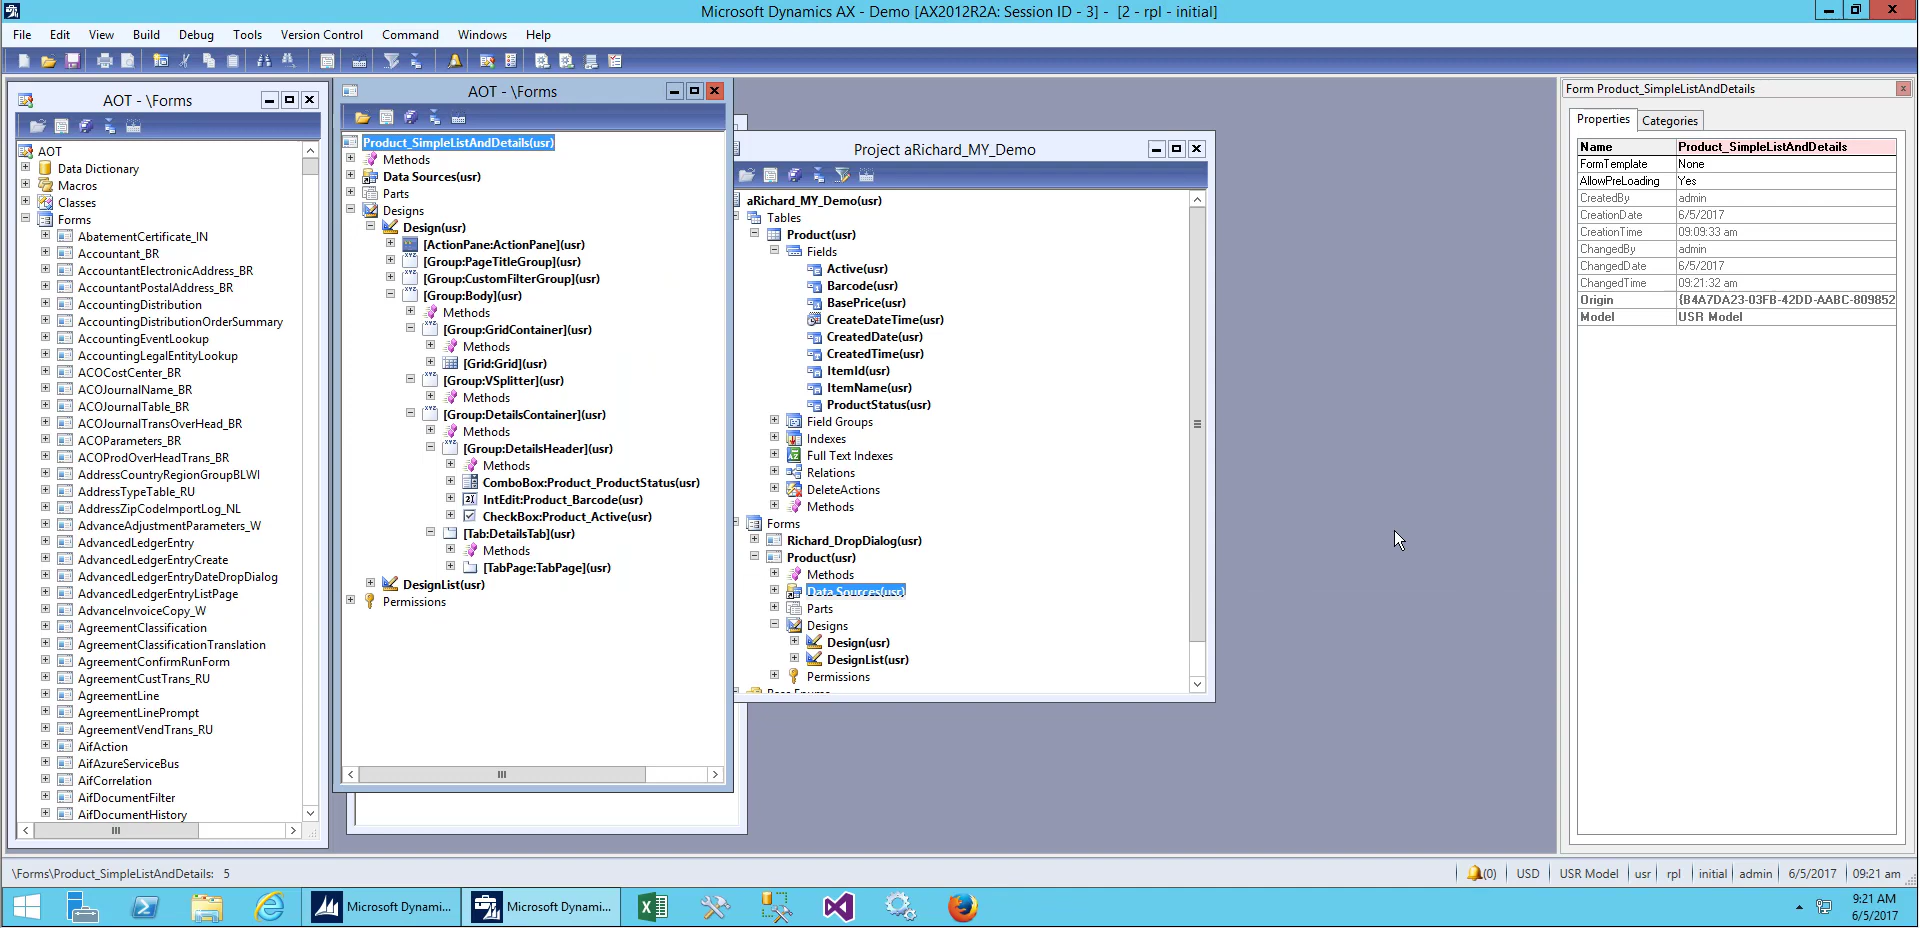 Microsoft Dynamics AX - Demo [AX2012R2A: Session ID - 3] - [2 - rpl - initial]
File Edit View Build Debug Tools Version Control Command Windows Help
AOT - \Forms
AOT
Data Dictionary
Macros
Classes
Forms
AbatementCertificate_IN
Accountant_BR
AccountantElectronicAddress_BR
AccountantPostalAddress_BR
AccountingDistribution
AccountingDistributionOrderSummary
AccountingEventLookup
AccountingLegalEntityLookup
ACOCostCenter_BR
ACOJournalName_BR
ACOJournalTable_BR
ACOJournalTransOverHead_BR
ACOParameters_BR
ACOProdOverHeadTrans_BR
AddressCountryRegionGroupBLWI
AddressTypeTable_RU
AddressZipCodeImportLog_NL
AdvanceAdjustmentParameters_W
AdvancedLedgerEntry
AdvancedLedgerEntryCreate
AdvancedLedgerEntryDateDropDialog
AdvancedLedgerEntryListPage
AdvanceInvoiceCopy_W
AgreementClassification
AgreementClassificationTranslation
AgreementConfirmRunForm
AgreementCustTrans_RU
AgreementLine
AgreementLinePrompt
AgreementVendTrans_RU
AifAction
AifAzureServiceBus
AifCorrelation
AifDocumentFilter
AifDocumentHistory
AOT - \Forms
Product_SimpleListAndDetails(usr)
Methods
Data Sources(usr)
Parts
Designs
Design(usr)
[ActionPane:ActionPane](usr)
[Group:PageTitleGroup](usr)
[Group:CustomFilterGroup](usr)
[Group:Body](usr)
Methods
[Group:GridContainer](usr)
Methods
[Grid:Grid](usr)
[Group:VSplitter](usr)
Methods
[Group:DetailsContainer](usr)
Methods
[Group:DetailsHeader](usr)
Methods
ComboBox:Product_ProductStatus(usr)
IntEdit:Product_Barcode(usr)
CheckBox:Product_Active(usr)
[Tab:DetailsTab](usr)
Methods
[TabPage:TabPage](usr)
DesignList(usr)
Permissions
Project aRichard_MY_Demo
aRichard_MY_Demo(usr)
Tables
Product(usr)
Fields
Active(usr)
Barcode(usr)
BasePrice(usr)
CreateDateTime(usr)
CreatedDate(usr)
CreatedTime(usr)
ItemId(usr)
ItemName(usr)
ProductStatus(usr)
Field Groups
Indexes
Full Text Indexes
Relations
DeleteActions
Methods
Forms
Richard_DropDialog(usr)
Product(usr)
Methods
Data Sources(usr)
Parts
Designs
Design(usr)
DesignList(usr)
Permissions
Form Product_SimpleListAndDetails
Properties Categories
Name Product_SimpleListAndDetails
FormTemplate None
AllowPreLoading Yes
CreatedBy admin
CreationDate 6/5/2017
CreationTime 09:09:33 am
ChangedBy admin
ChangedDate 6/5/2017
ChangedTime 09:21:32 am
Origin {B4A7DA23-03FB-42DD-AABC-809852
Model USR Model
\Forms\Product_SimpleListAndDetails: 5
(0) USD USR Model usr rpl initial admin 6/5/2017 09:21 am
Microsoft Dynami... Microsoft Dynami...
9:21 AM
6/5/2017